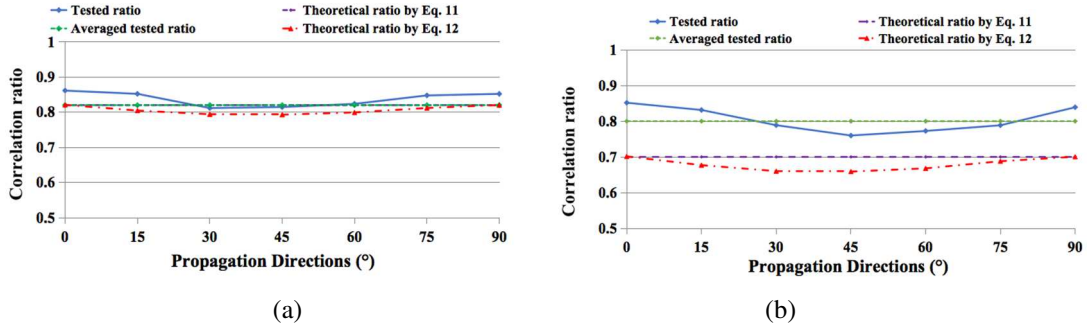 Tested ratio
Theoretical ratio by Eq. 11
Averaged tested ratio
Theoretical ratio by Eq. 12
1
0.9
0.8
0.7
0.6
0.5
Correlation ratio
0 15 30 45 60 75 90
Propagation Directions (°)
(a)
Tested ratio
Theoretical ratio by Eq. 11
Averaged tested ratio
Theoretical ratio by Eq. 12
1
0.9
0.8
0.7
0.6
0.5
Correlation ratio
0 15 30 45 60 75 90
Propagation Directions (°)
(b)